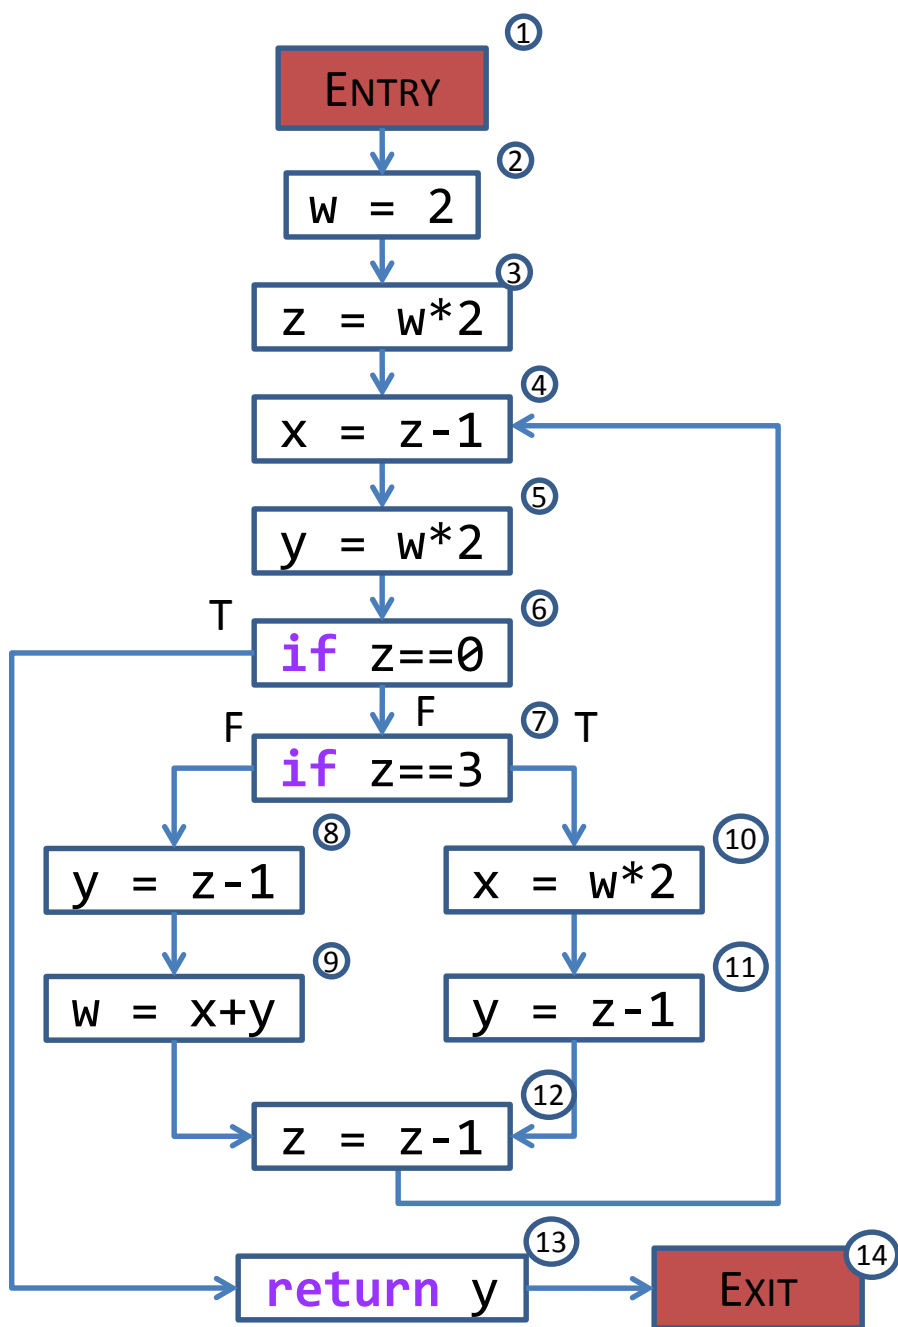 1
ENTRY
2
w = 2
3
z = w*2
4
x = z-1
5
y = w*2
6
T
if z==0
F
7
F
T
if z==3
8
10
y = z-1
x = w*2
9
11
w = x+y
y = z-1
12
z = z-1
13
14
return y
EXIT